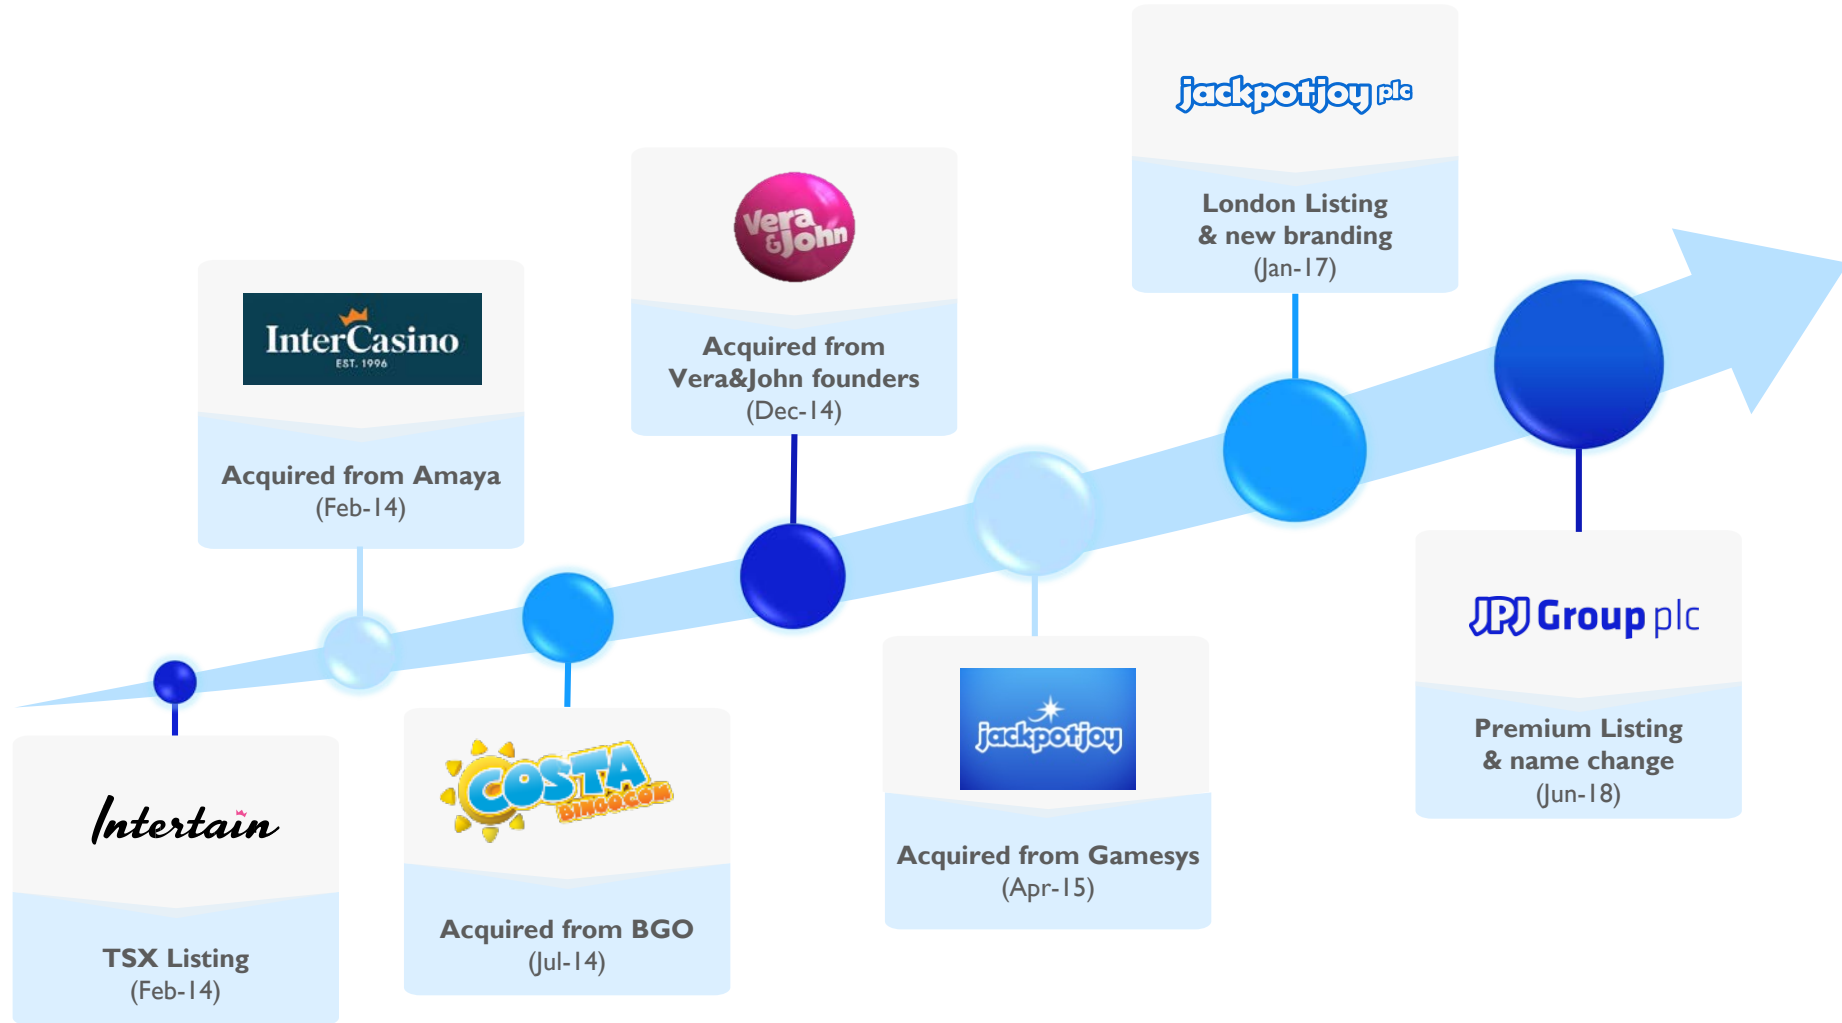 Intertain
TSX Listing
(Feb-14)
InterCasino
EST. 1996
Acquired from Amaya
(Feb-14)
COSTA
BINGO.COM
Acquired from BGO
(Jul-14)
Vera
&John
Acquired from
Vera&John founders
(Dec-14)
jackpotjoy
Acquired from Gamesys
(Apr-15)
jackpotjoy plc
London Listing
& new branding
(Jan-17)
JPJ Group plc
Premium Listing
& name change
(Jun-18)